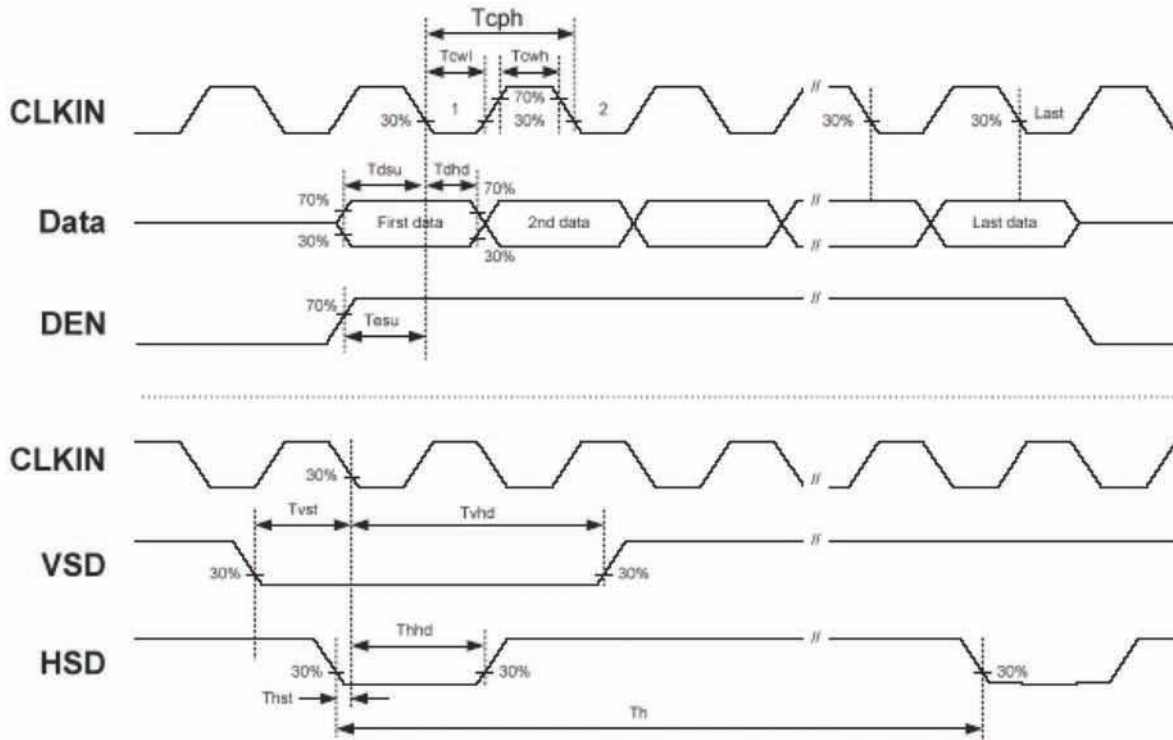 Tcph
Tcwl Tcwh
CLKIN 30% 1 70% 30% 2 // 30% 30% Last
Tdsu Tdhd
70% 70%
Data First data 2nd data // Last data
30% 30%
DEN 70% //
Tesu
CLKIN 30% //
Tvst Tvhd
VSD 30% 30% //
Thhd
HSD 30% 30% // 30%
Thst
Th